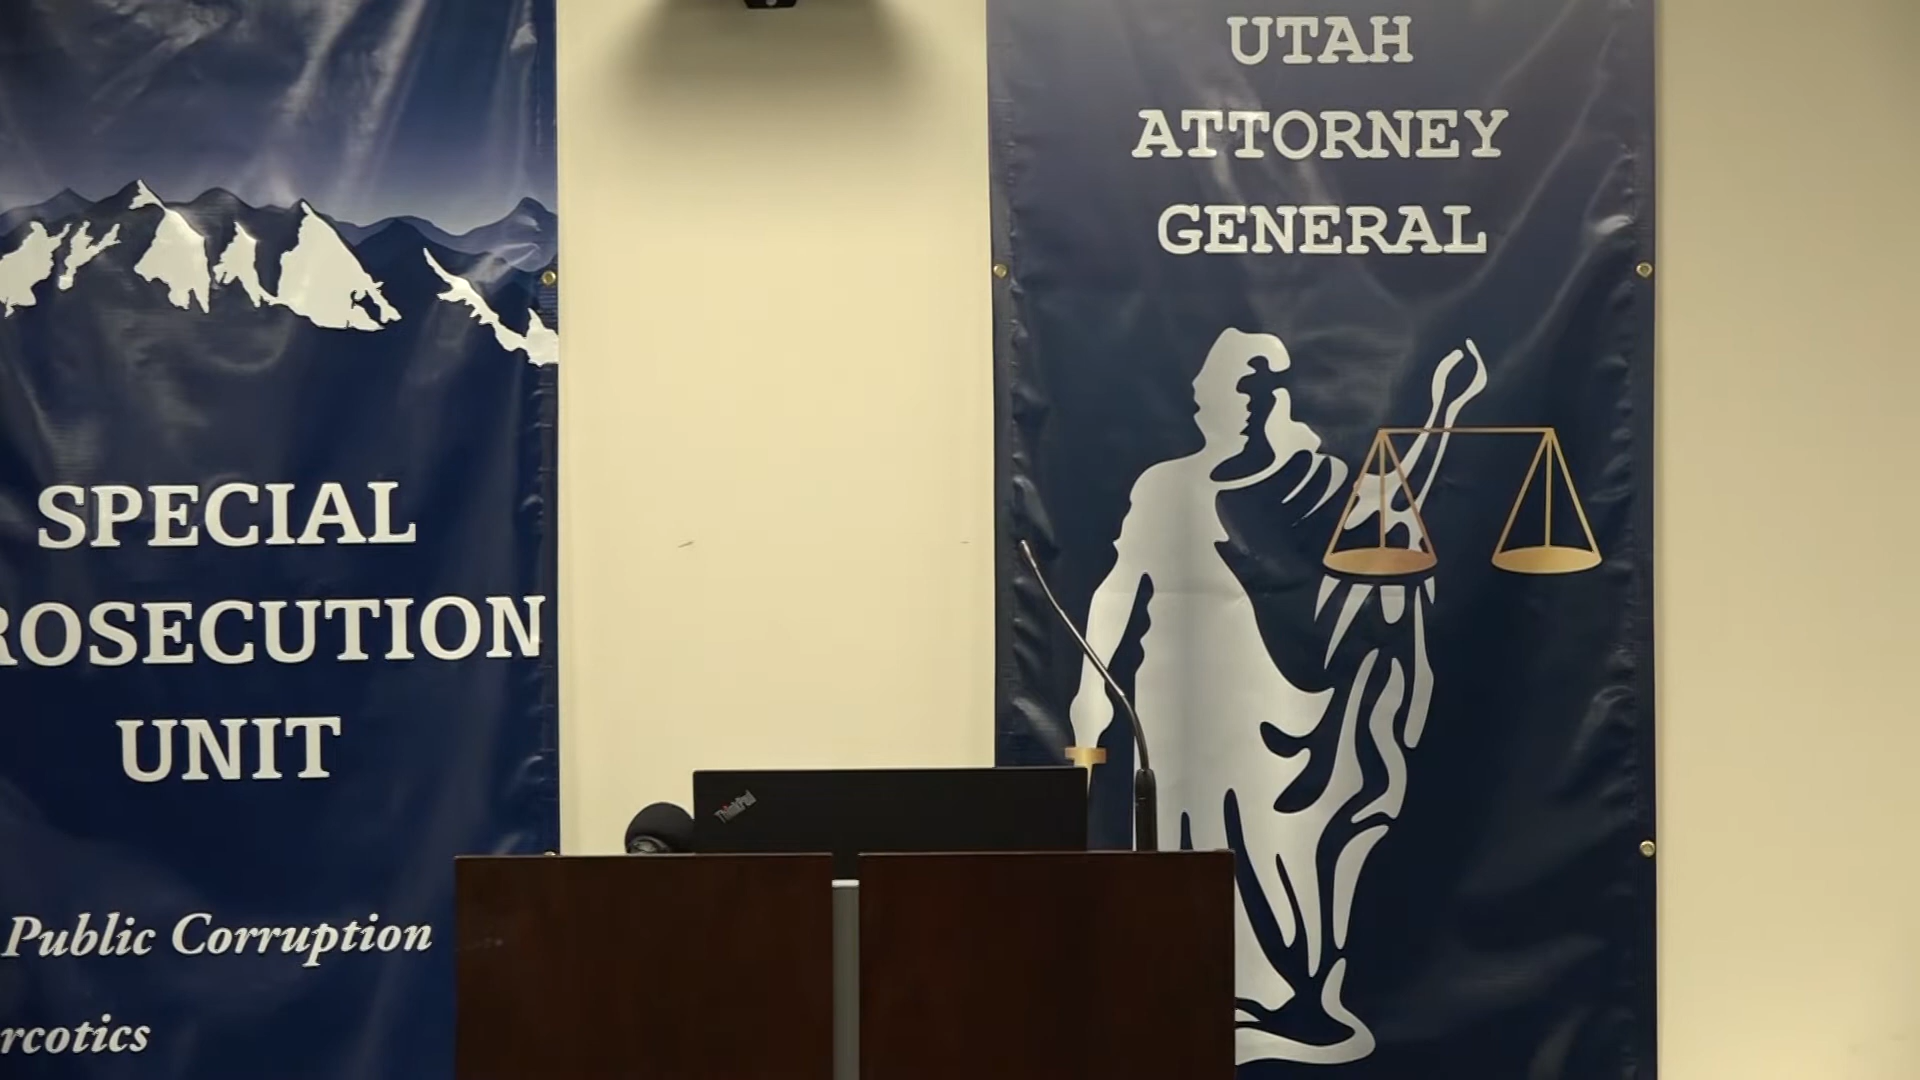 SPECIAL
ROSECUTION
UNIT
Public Corruption
rcotics
UTAH
ATTORNEY
GENERAL
ThinkPad